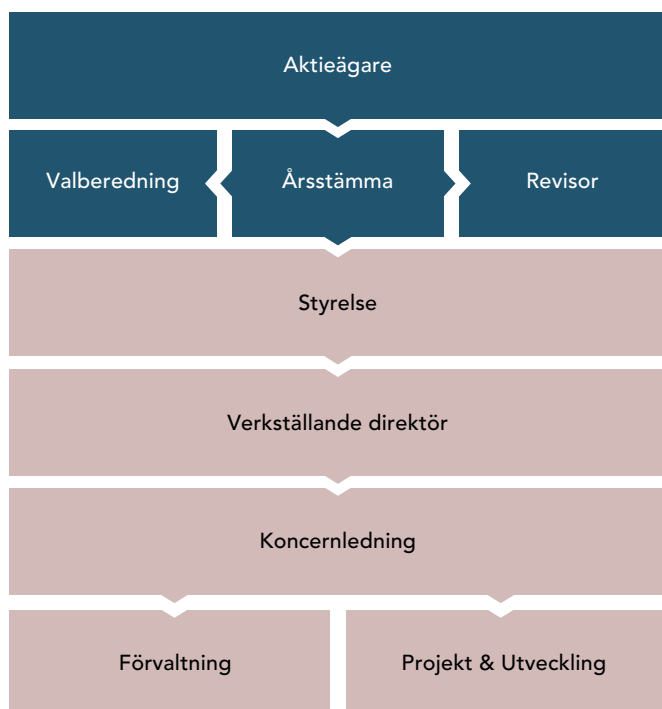 Aktieägare
Valberedning
Årsstämma
Revisor
Styrelse
Verkställande direktör
Koncernledning
Förvaltning
Projekt & Utveckling